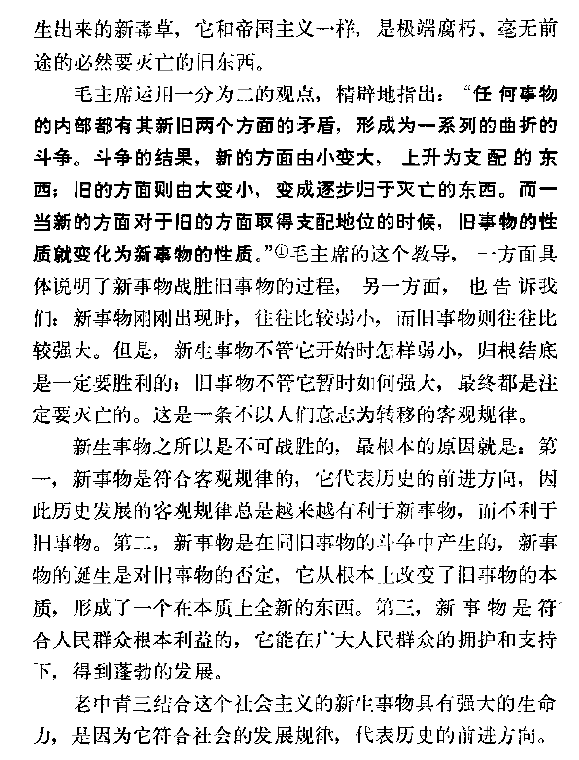 生出来的新毒草，它和帝国主义一样，是极端腐朽、毫无前
途的必然要灭亡的旧东西。
毛主席运用一分为二的观点，精辟地指出：“任何事物
的内部都有其新旧两个方面的矛盾，形成为一系列的曲折的
斗争。斗争的结果，新的方面由小变大，上升为支配的东
西；旧的方面则由大变小，变成逐步归于灭亡的东西。而一
当新的方面对于旧的方面取得支配地位的时候，旧事物的性
质就变化为新事物的性质。”①毛主席的这个教导，一方面具
体说明了新事物战胜旧事物的过程，另一方面，也告诉我
们：新事物刚刚出现时，往往比较弱小，而旧事物则往往比
较强大。但是，新生事物不管它开始时怎样弱小，归根结底
是一定要胜利的；旧事物不管它暂时如何强大，最终都是注
定要灭亡的。这是一条不以人们意志为转移的客观规律。
新生事物之所以是不可战胜的，最根本的原因就是：第
一，新事物是符合客观规律的，它代表历史的前进方向，因
此历史发展的客观规律总是越来越有利于新事物，而不利于
旧事物。第二，新事物是在同旧事物的斗争中产生的，新事
物的诞生是对旧事物的否定，它从根本上改变了旧事物的本
质，形成了一个在本质上全新的东西。第三，新事物是符
合人民群众根本利益的，它能在广大人民群众的拥护和支持
下，得到蓬勃的发展。
老中青三结合这个社会主义的新生事物具有强大的生命
力，是因为它符合社会的发展规律，代表历史的前进方向。